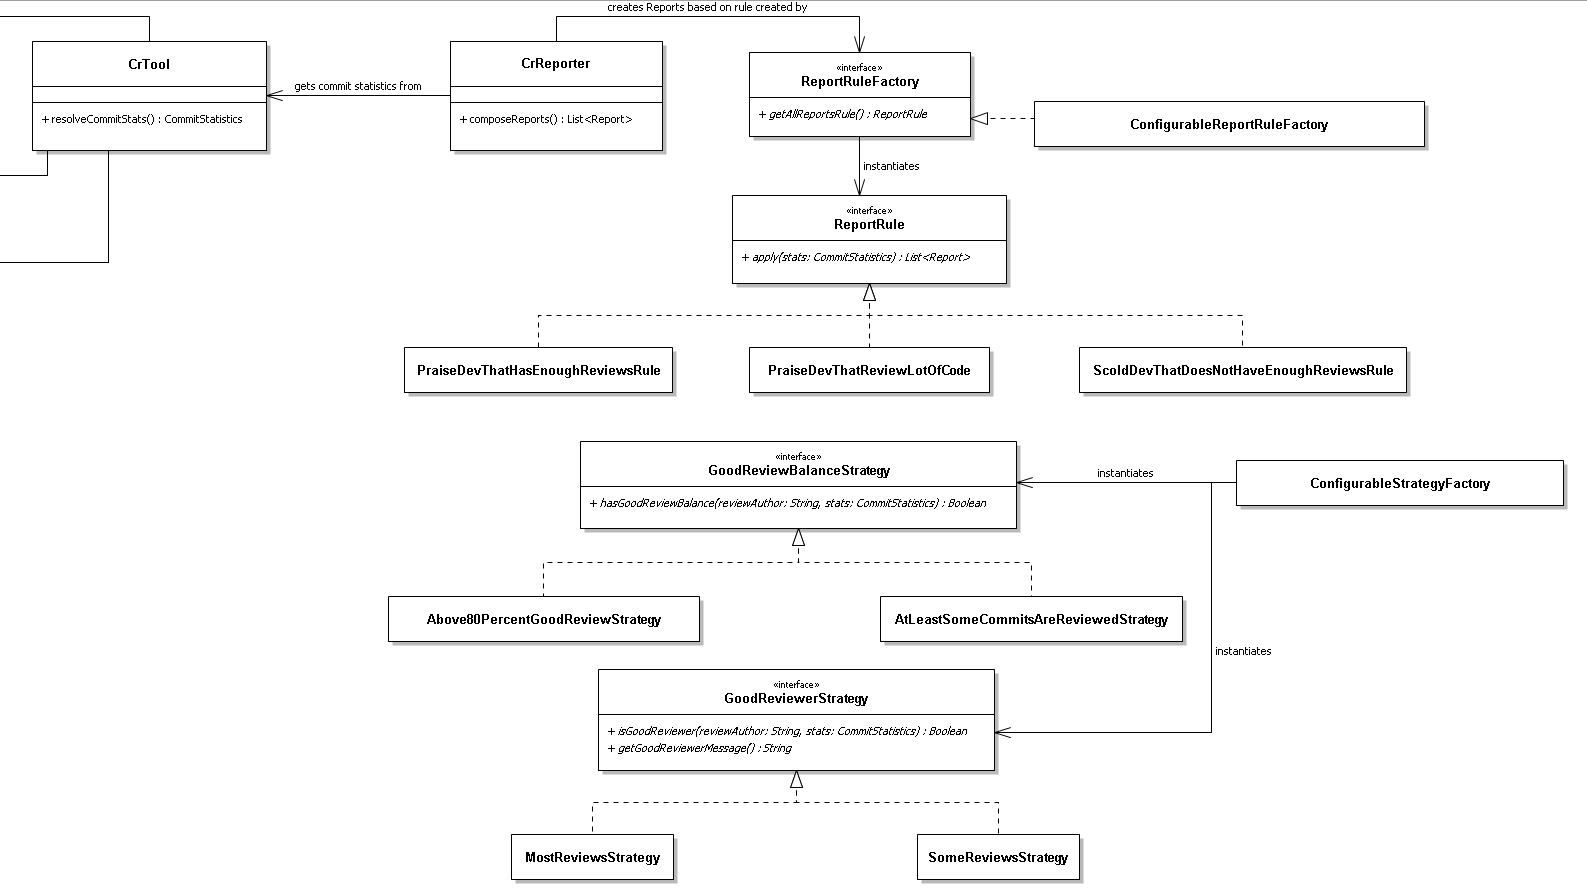 creates Reports based on rule created by
CrTool
+ resolveCommitStats() : CommitStatistics
gets commit statistics from
CrReporter
+ composeReports() : List<Report>
«interface»
ReportRuleFactory
+ getAllReportsRule() : ReportRule
ConfigurableReportRuleFactory
instantiates
«interface»
ReportRule
+ apply(stats: CommitStatistics) : List<Report>
PraiseDevThatHasEnoughReviewsRule
PraiseDevThatReviewLotOfCode
ScoldDevThatDoesNotHaveEnoughReviewsRule
«interface»
GoodReviewBalanceStrategy
+ hasGoodReviewBalance(reviewAuthor: String, stats: CommitStatistics) : Boolean
instantiates
ConfigurableStrategyFactory
Above80PercentGoodReviewStrategy
AtLeastSomeCommitsAreReviewedStrategy
instantiates
«interface»
GoodReviewerStrategy
+ isGoodReviewer(reviewAuthor: String, stats: CommitStatistics) : Boolean
+ getGoodReviewerMessage() : String
MostReviewsStrategy
SomeReviewsStrategy